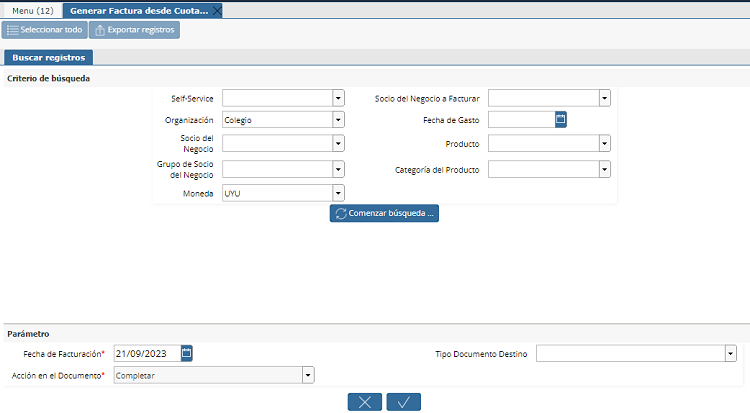 Menu (12) Generar Factura desde Cuota...
Seleccionar todo Exportar registros
Buscar registros
Criterio de búsqueda
Self-Service Socio del Negocio a Facturar
Organización Colegio Fecha de Gasto
Socio del
Negocio Producto
Grupo de Socio
del Negocio Categoría del Producto
Moneda UYU
Comenzar búsqueda ...
Parámetro
Fecha de Facturación* 21/09/2023 Tipo Documento Destino
Acción en el Documento* Completar